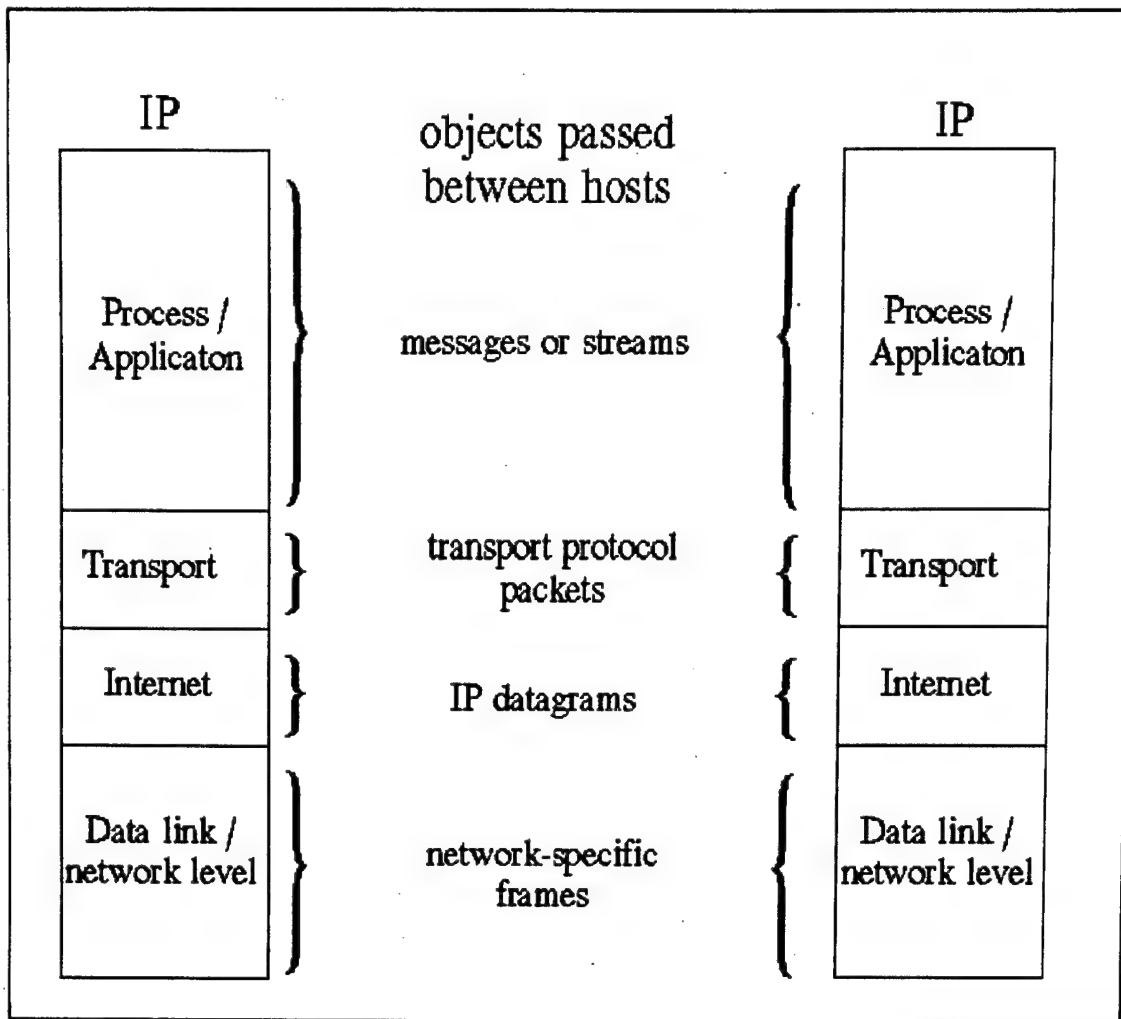 IP
objects passed
between hosts
IP
Process /
Applicaton
messages or streams
Process /
Applicaton
Transport
transport protocol
packets
Transport
Internet
IP datagrams
Internet
Data link /
network level
network-specific
frames
Data link /
network level